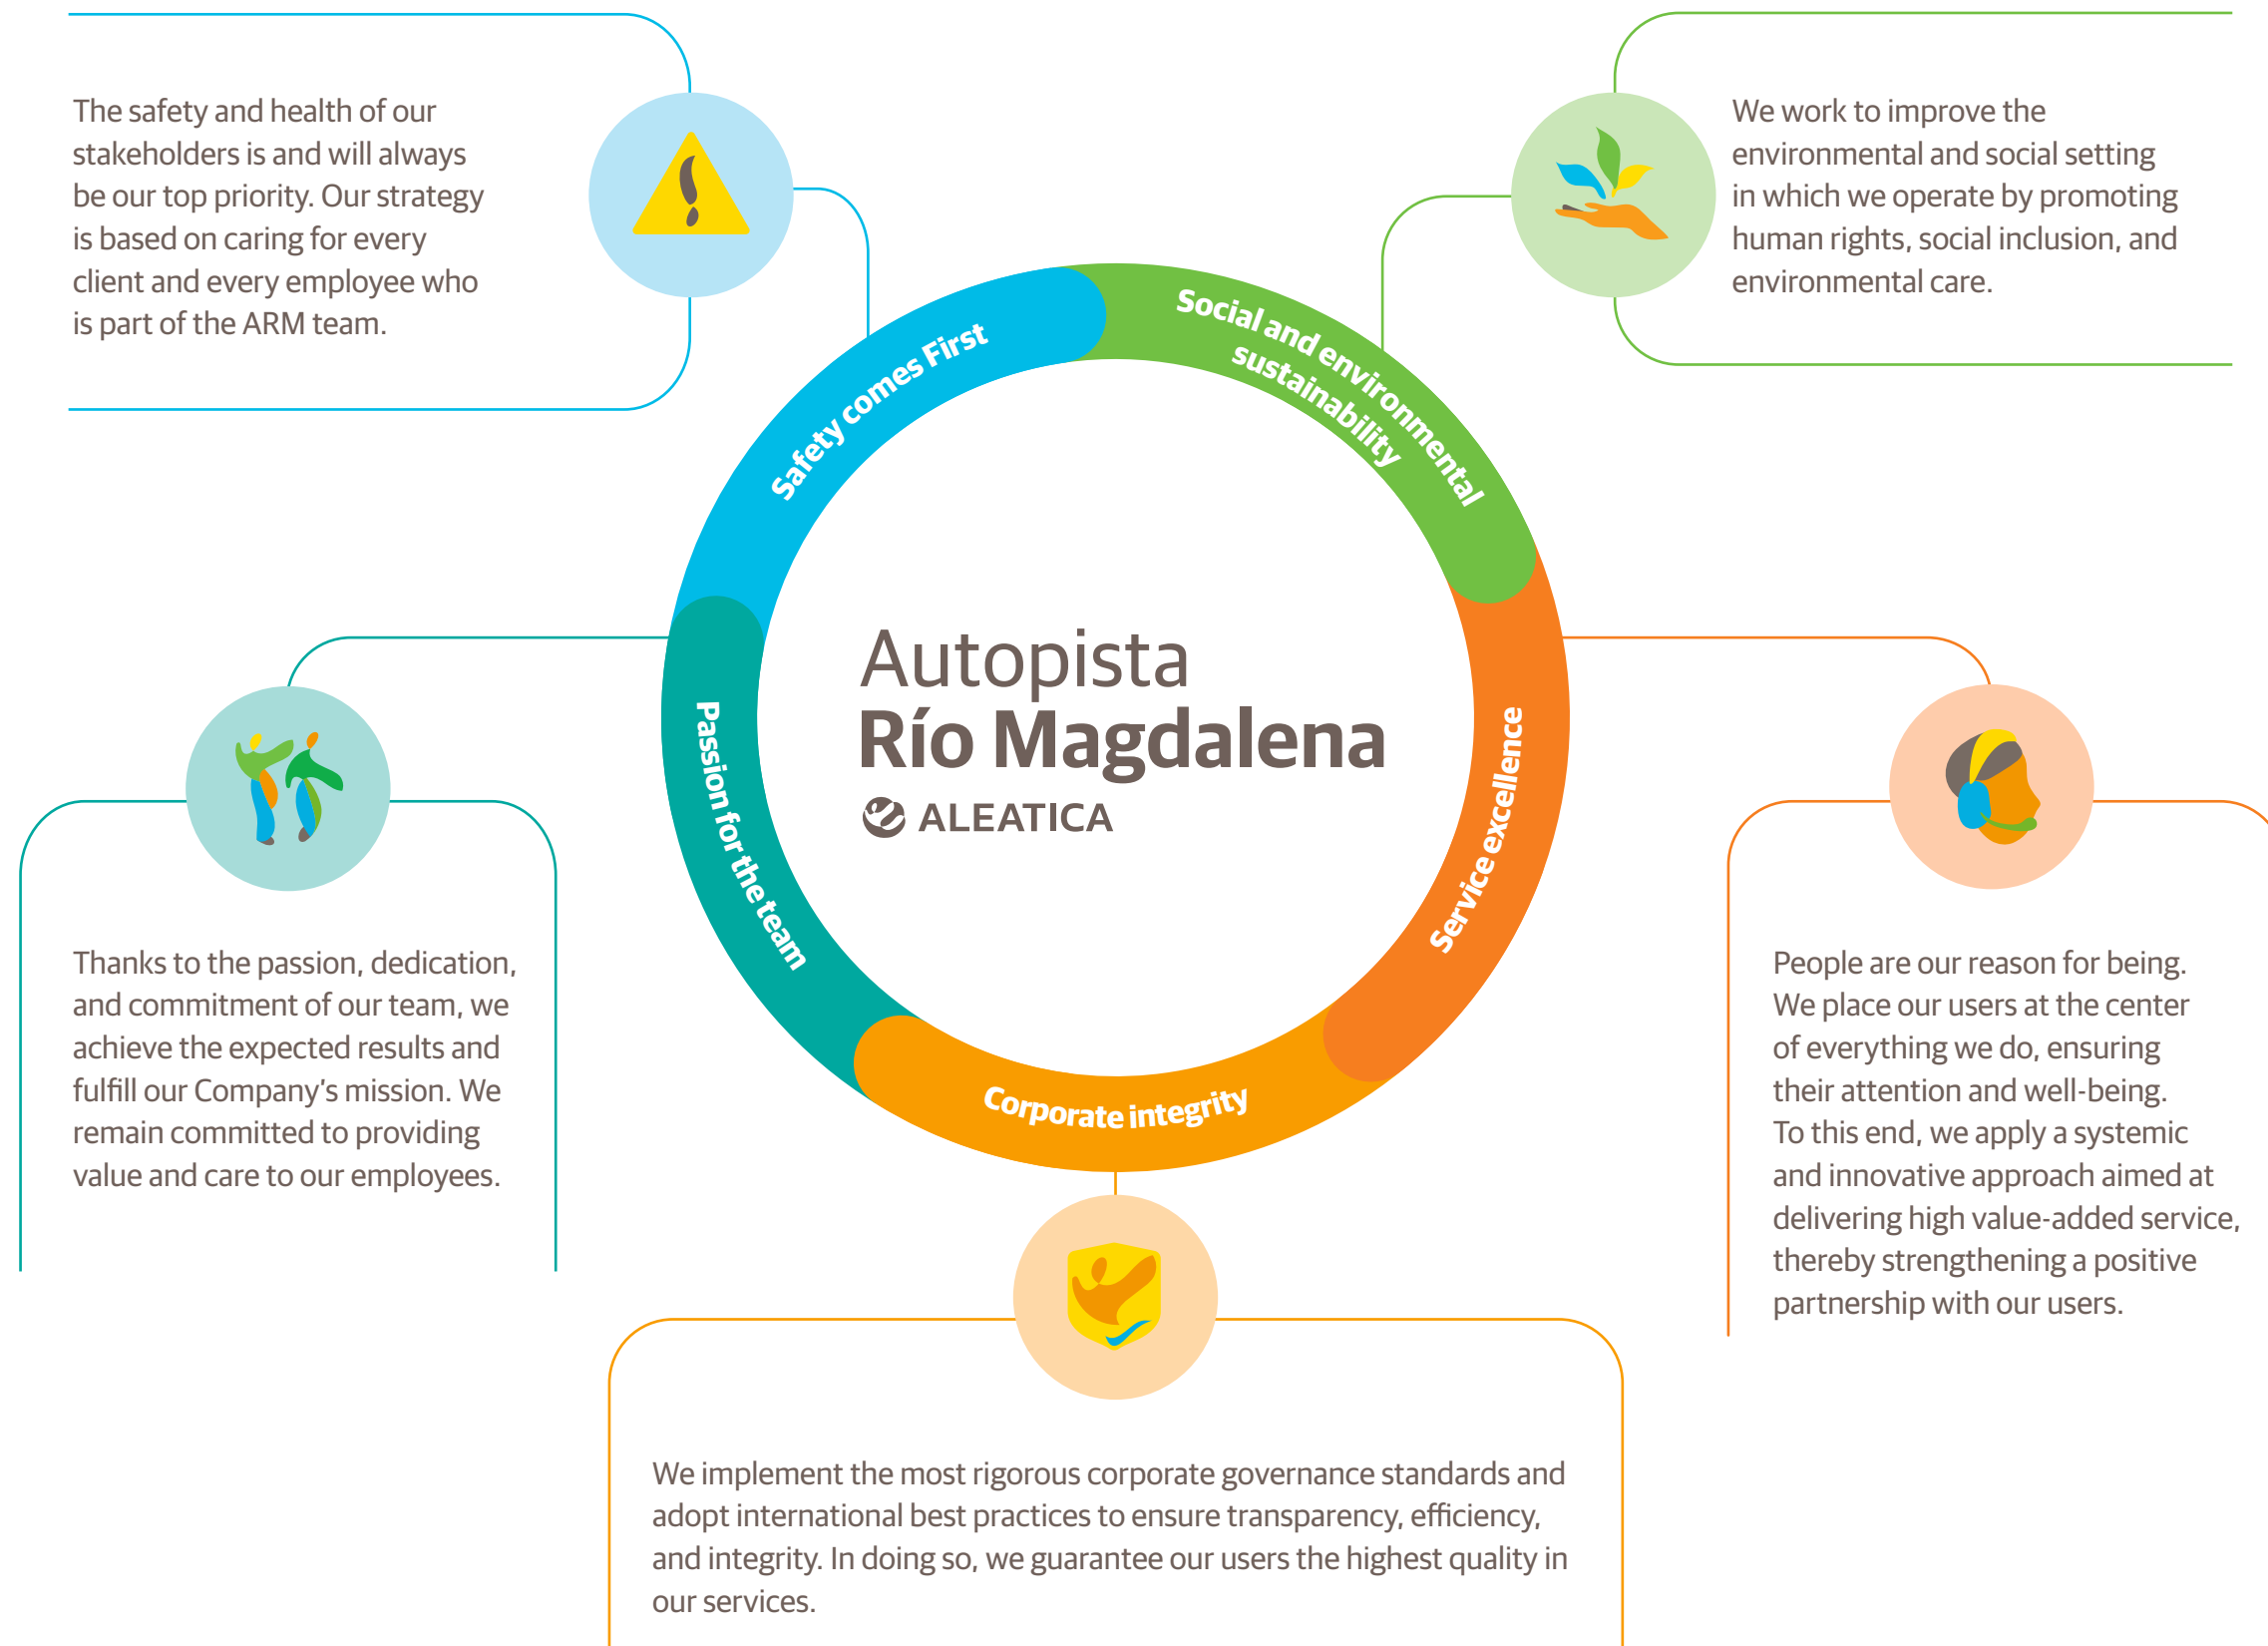 The safety and health of our
stakeholders is and will always
be our top priority. Our strategy
is based on caring for every
client and every employee who
is part of the ARM team.
We work to improve the
environmental and social setting
in which we operate by promoting
human rights, social inclusion, and
environmental care.
Safety comes First
Social and environmental
sustainability
Autopista
Río Magdalena
ALEATICA
Passion for the team
Service excellence
Corporate integrity
Thanks to the passion, dedication,
and commitment of our team, we
achieve the expected results and
fulfill our Company's mission. We
remain committed to providing
value and care to our employees.
People are our reason for being.
We place our users at the center
of everything we do, ensuring
their attention and well-being.
To this end, we apply a systemic
and innovative approach aimed at
delivering high value-added service,
thereby strengthening a positive
partnership with our users.
We implement the most rigorous corporate governance standards and
adopt international best practices to ensure transparency, efficiency,
and integrity. In doing so, we guarantee our users the highest quality in
our services.